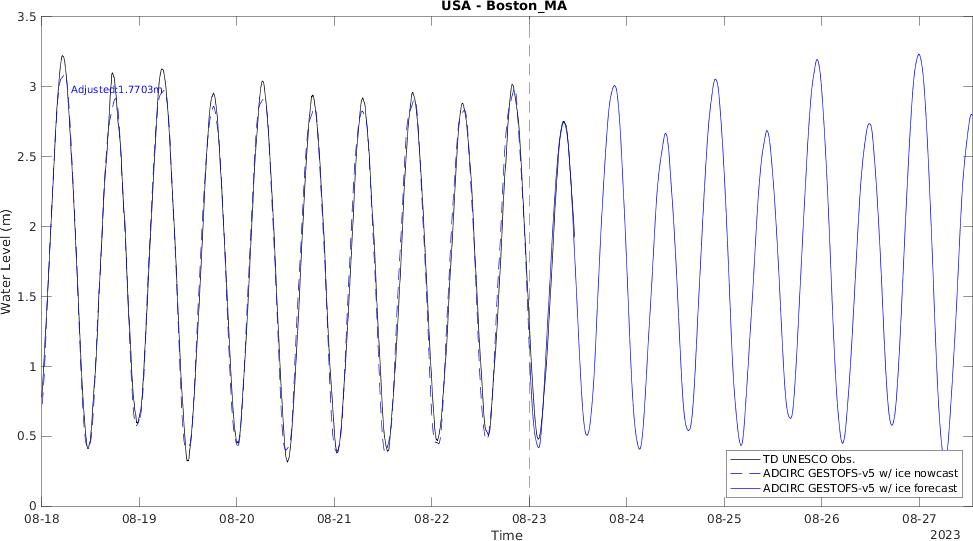 USA - Boston_MA
3.5
3
2.5
2
1.5
1
0.5
0
Water Level (m)
Adjusted:1.7703m
TD UNESCO Obs.
ADCIRC GESTOFS-v5 w/ ice nowcast
ADCIRC GESTOFS-v5 w/ ice forecast
08-18 08-19 08-20 08-21 08-22 08-23 08-24 08-25 08-26 08-27
Time
2023